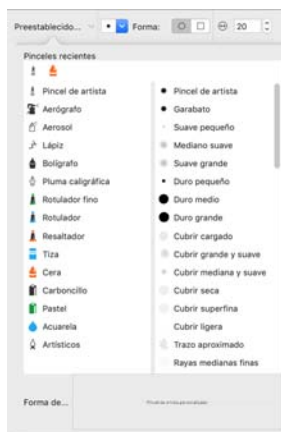 Preestablecido... Forma: 20
Pinceles recientes
Pincel de artista
Aerógrafo
Aerosol
Lápiz
Bolígrafo
Pluma caligráfica
Rotulador fino
Rotulador
Resaltador
Tiza
Cera
Carboncillo
Pastel
Acuarela
Artísticos
Pincel de artista
Garabato
Suave pequeño
Mediano suave
Suave grande
Duro pequeño
Duro medio
Duro grande
Cubrir cargado
Cubrir grande y suave
Cubrir mediana y suave
Cubrir seca
Cubrir superfina
Cubrir ligera
Trazo aproximado
Rayas medianas finas
Forma de...